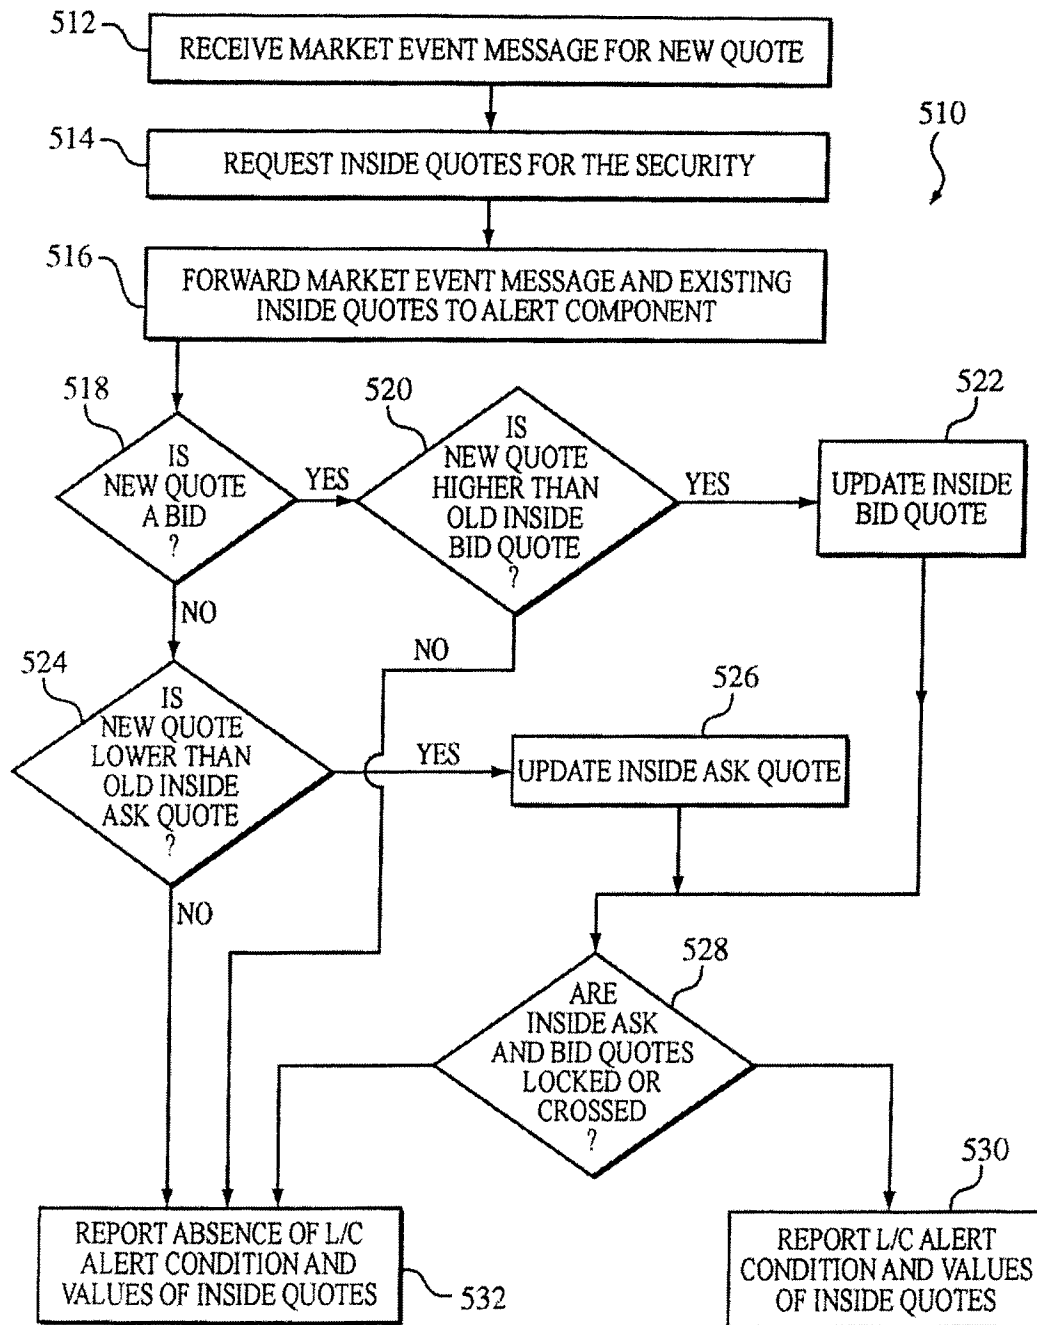 512
RECEIVE MARKET EVENT MESSAGE FOR NEW QUOTE
510
514
REQUEST INSIDE QUOTES FOR THE SECURITY
516
FORWARD MARKET EVENT MESSAGE AND EXISTING
INSIDE QUOTES TO ALERT COMPONENT
518
IS
NEW QUOTE
A BID
?
YES
NO
520
IS
NEW QUOTE
HIGHER THAN
OLD INSIDE
BID QUOTE
?
YES
NO
522
UPDATE INSIDE
BID QUOTE
524
IS
NEW QUOTE
LOWER THAN
OLD INSIDE
ASK QUOTE
?
YES
NO
526
UPDATE INSIDE ASK QUOTE
528
ARE
INSIDE ASK
AND BID QUOTES
LOCKED OR
CROSSED
?
530
REPORT L/C ALERT
CONDITION AND VALUES
OF INSIDE QUOTES
REPORT ABSENCE OF L/C
ALERT CONDITION AND
VALUES OF INSIDE QUOTES
532